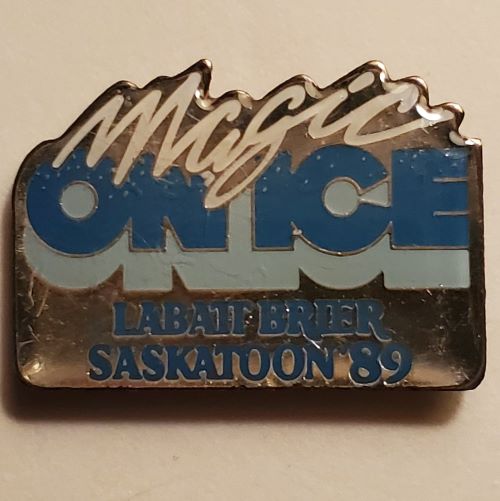 Magic
ON ICE
LABATT BRIER
SASKATOON '89